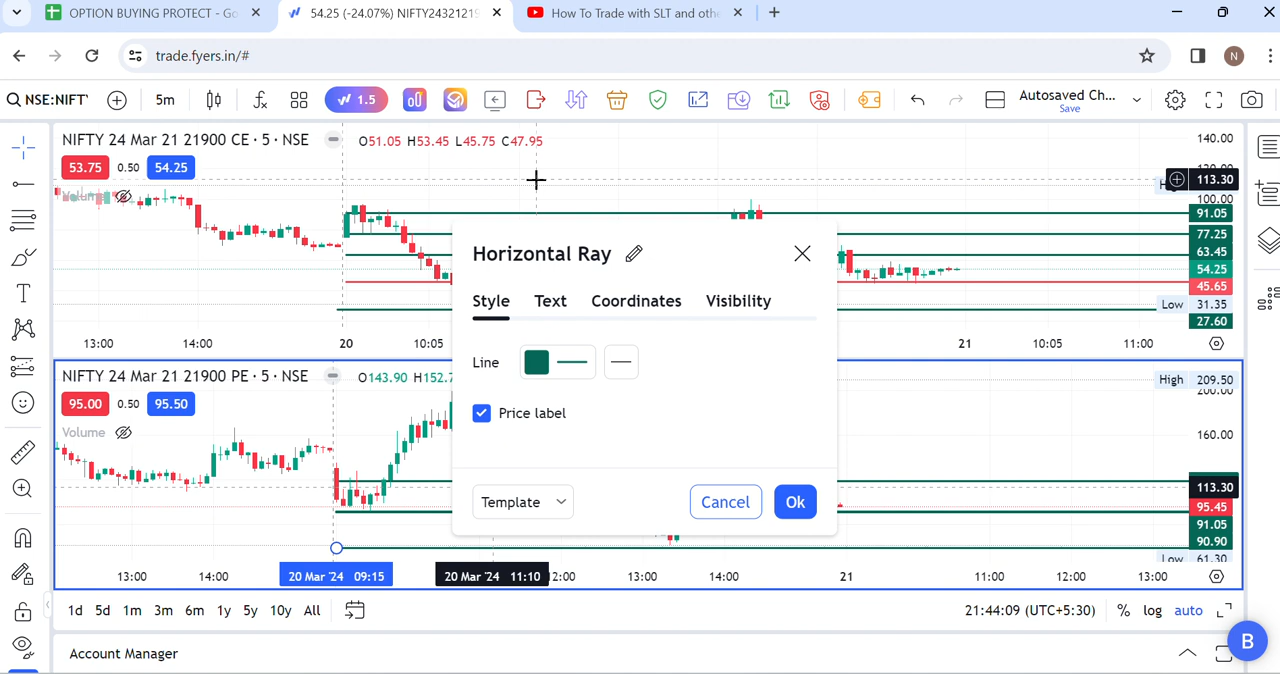 OPTION BUYING PROTECT - Go
54.25 (-24.07%) NIFTY24321219
How To Trade with SLT and othe
trade.fyers.in/#
N
NSE:NIFT
5m
1.5
Autosaved Ch...
Save
NIFTY 24 Mar 21 21900 CE · 5 · NSE
O51.05 H53.45 L45.75 C47.95
53.75 0.50 54.25
Volume
140.00
120.00
113.30
100.00
91.05
77.25
63.45
54.25
45.65
Low 31.35
27.60
13:00 14:00 20 10:05 21 10:05 11:00
Horizontal Ray
Style Text Coordinates Visibility
Line
Price label
Template
Cancel
Ok
NIFTY 24 Mar 21 21900 PE · 5 · NSE
O143.90 H152.7
95.00 0.50 95.50
Volume
High 209.50
200.00
160.00
113.30
95.45
91.05
90.90
Low 61.30
13:00 14:00 20 Mar '24 09:15 20 Mar '24 11:10 12:00 13:00 14:00 21 11:00 12:00 13:00
1d 5d 1m 3m 6m 1y 5y 10y All
21:44:09 (UTC+5:30) % log auto
B
Account Manager